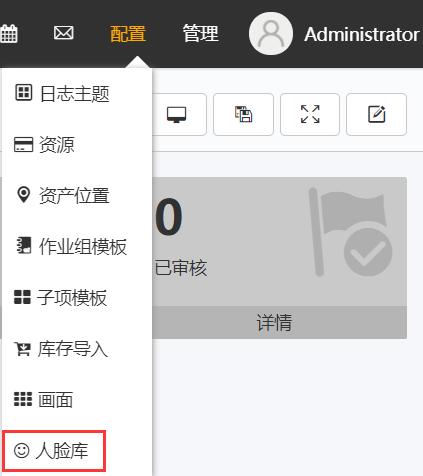 配置 管理 Administrator
日志主题
资源
资产位置
作业组模板
子项模板
库存导入
画面
人脸库
0
已审核
详情